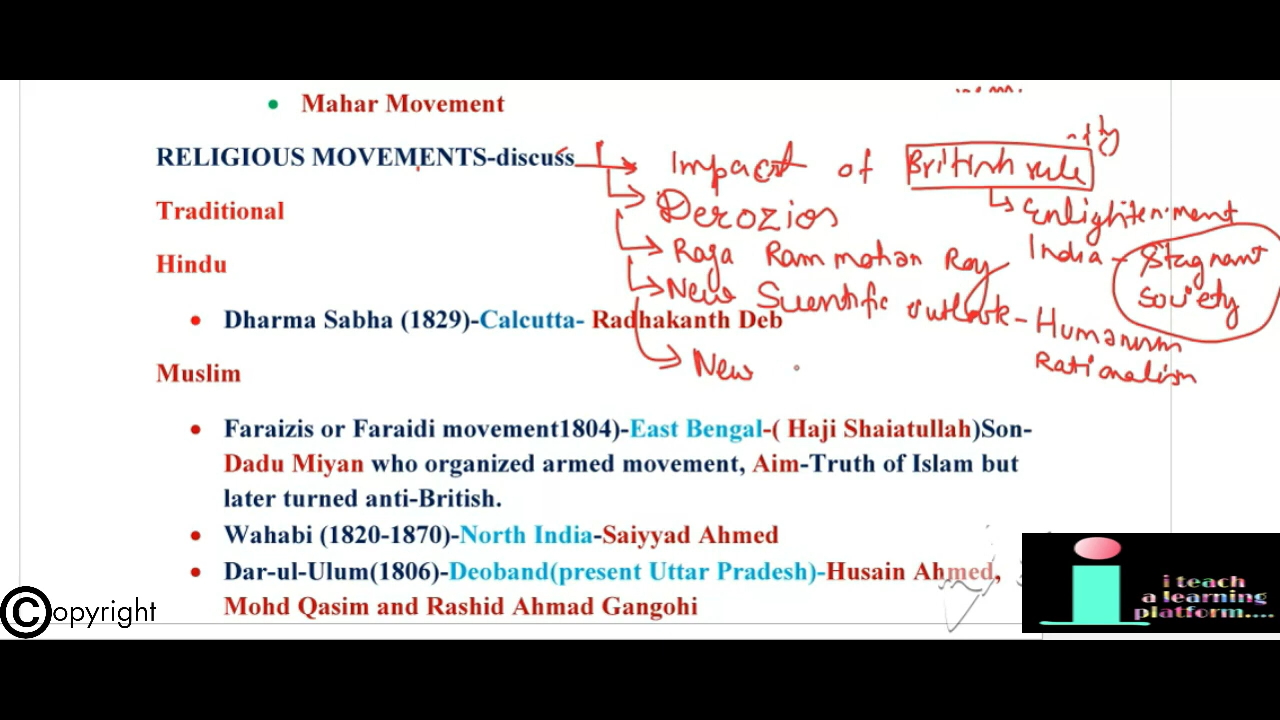 Mahar Movement
RELIGIOUS MOVEMENTS-discuss
Impact of British rule
Enlightenment
Derozios
Traditional
Raja Rammohan Roy
India - Stagnant society
Hindu
New Scientific outlook - Humanism
Rationalism
Dharma Sabha (1829)-Calcutta- Radhakanth Deb
New
Muslim
Faraizis or Faraidi movement1804)-East Bengal-( Haji Shaiatullah)Son-
Dadu Miyan who organized armed movement, Aim-Truth of Islam but
later turned anti-British.
Wahabi (1820-1870)-North India-Saiyyad Ahmed
Dar-ul-Ulum(1806)-Deoband(present Uttar Pradesh)-Husain Ahmed,
Mohd Qasim and Rashid Ahmad Gangohi
Copyright
i teach
a learning
platform....